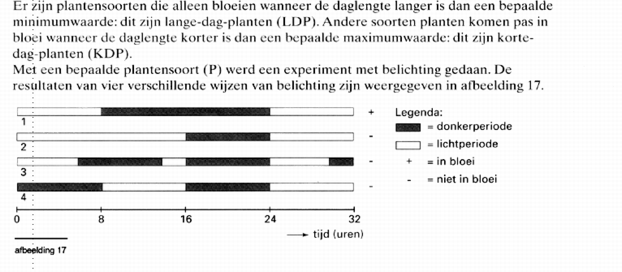 Er zijn plantensoorten die alleen bloeien wanneer de daglengte langer is dan een bepaalde
minimumwaarde: dit zijn lange-dag-planten (LDP). Andere soorten planten komen pas in
bloei wanneer de daglengte korter is dan een bepaalde maximumwaarde: dit zijn korte-
dag-planten (KDP).
Met een bepaalde plantensoort (P) werd een experiment met belichting gedaan. De
resultaten van vier verschillende wijzen van belichting zijn weergegeven in afbeelding 17.
1 +
2 -
3 -
4 -
Legenda:
= donkerperiode
= lichtperiode
+ = in bloei
- = niet in bloei
0 8 16 24 32
tijd (uren)
afbeelding 17